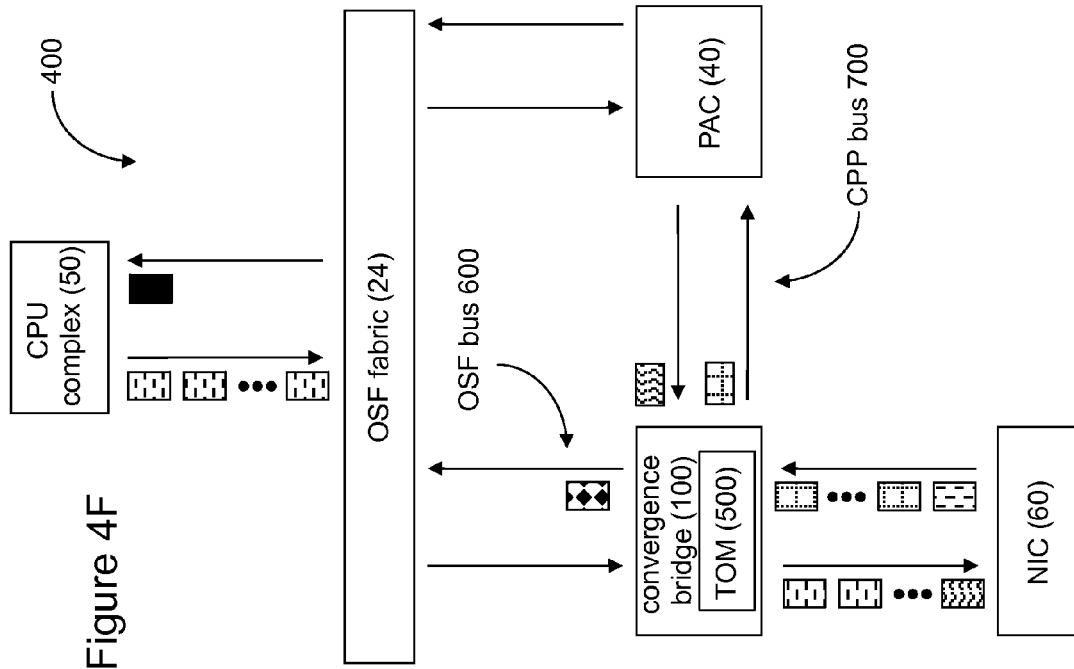 Figure 4F
400
CPU
complex (50)
OSF fabric (24)
OSF bus 600
convergence
bridge (100)
TOM (500)
PAC (40)
CPP bus 700
NIC (60)